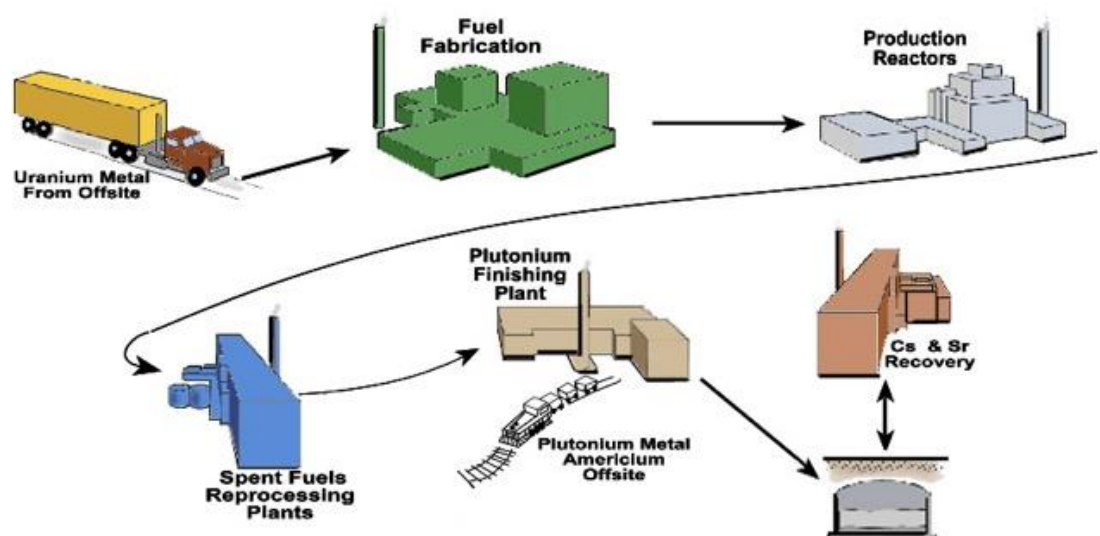 Fuel
Fabrication
Production
Reactors
Uranium Metal
From Offsite
Plutonium
Finishing
Plant
Cs & Sr
Recovery
Plutonium Metal
Americium
Offsite
Spent Fuels
Reprocessing
Plants